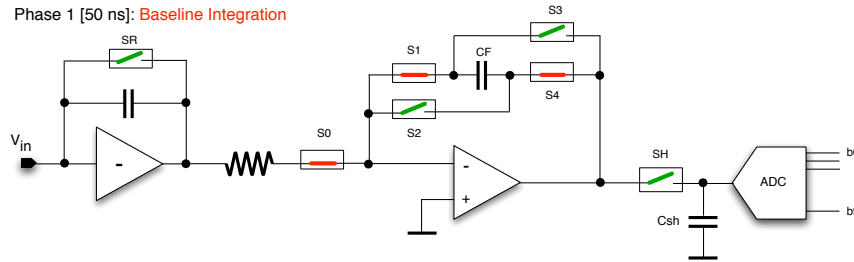 Phase 1 [50 ns]: Baseline Integration
SR
S3
S1
CF
S4
S2
Vin
S0
SH
-
-
+
ADC
Csh